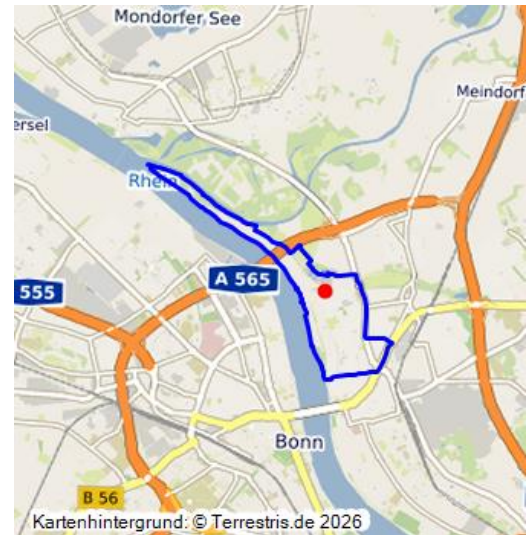 Mondorfer See
Meindorf
ersel
Rhein
A 565
555
Bonn
B 56
Kartenhintergrund: © Terrestris.de 2026